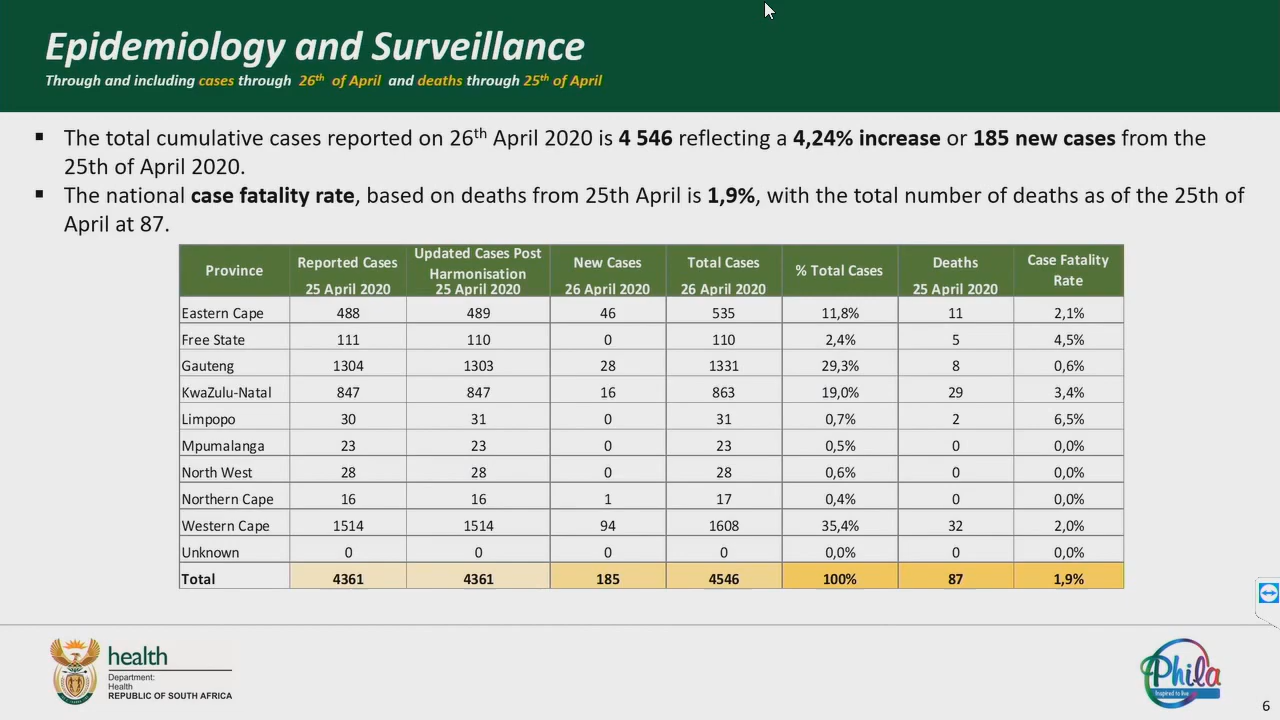 Epidemiology and Surveillance
Through and including cases through 26th of April and deaths through 25th of April
▪ The total cumulative cases reported on 26th April 2020 is 4 546 reflecting a 4,24% increase or 185 new cases from the
25th of April 2020.
▪ The national case fatality rate, based on deaths from 25th April is 1,9%, with the total number of deaths as of the 25th of
April at 87.
Province Reported Cases 25 April 2020 Updated Cases Post Harmonisation 25 April 2020 New Cases 26 April 2020 Total Cases 26 April 2020 % Total Cases Deaths 25 April 2020 Case Fatality Rate
Eastern Cape 488 489 46 535 11,8% 11 2,1%
Free State 111 110 0 110 2,4% 5 4,5%
Gauteng 1304 1303 28 1331 29,3% 8 0,6%
KwaZulu-Natal 847 847 16 863 19,0% 29 3,4%
Limpopo 30 31 0 31 0,7% 2 6,5%
Mpumalanga 23 23 0 23 0,5% 0 0,0%
North West 28 28 0 28 0,6% 0 0,0%
Northern Cape 16 16 1 17 0,4% 0 0,0%
Western Cape 1514 1514 94 1608 35,4% 32 2,0%
Unknown 0 0 0 0 0,0% 0 0,0%
Total 4361 4361 185 4546 100% 87 1,9%
health
Department:
Health
REPUBLIC OF SOUTH AFRICA
Phila
Inspired to live
6